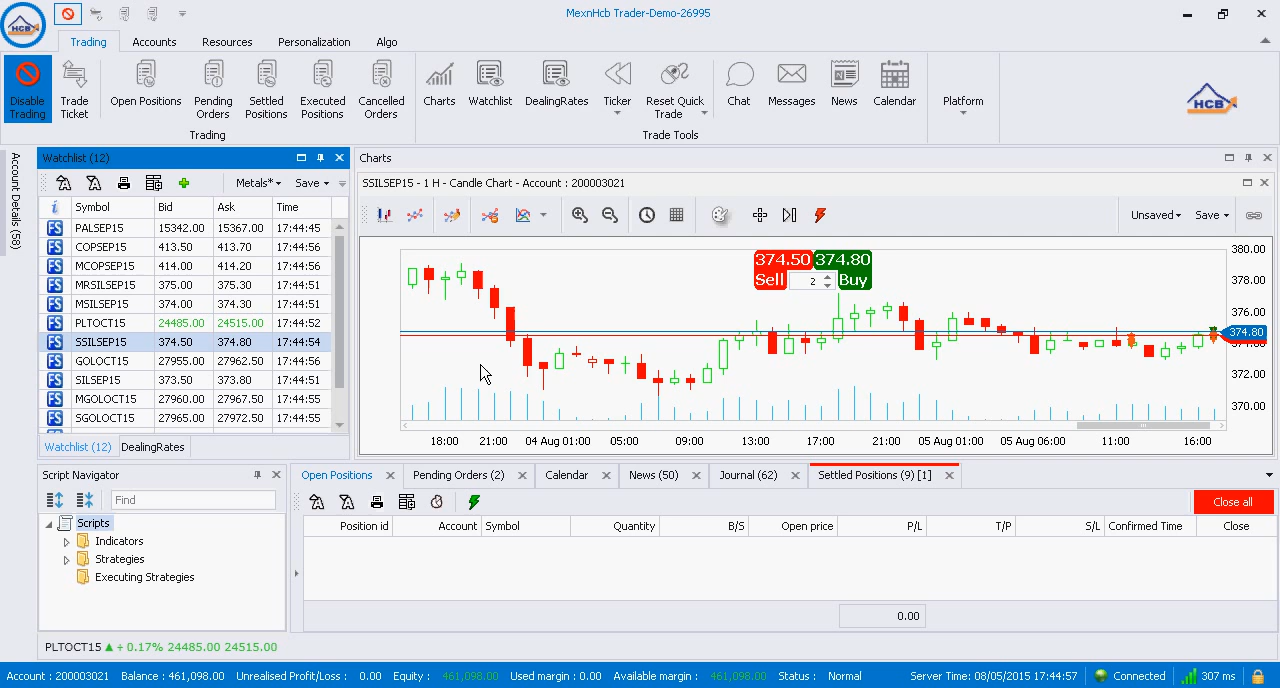 HCB
MexnHcb Trader-Demo-26995
Trading Accounts Resources Personalization Algo
Disable Trading
Trade Ticket
Open Positions
Pending Orders
Settled Positions
Executed Positions
Cancelled Orders
Trading
Charts
Watchlist
DealingRates
Ticker
Reset Quick Trade
Chat
Messages
News
Calendar
Trade Tools
Platform
HCB
Account Details (58)
Watchlist (12)
Metals* Save
Symbol Bid Ask Time
FS PALSEP15 15342.00 15367.00 17:44:45
FS COPSEP15 413.50 413.70 17:44:56
FS MCOPSEP15 414.00 414.20 17:44:56
FS MPSILSEP15 375.00 375.30 17:44:51
FS MSILSEP15 374.00 374.30 17:44:51
FS PLTOCT15 24485.00 24515.00 17:44:52
FS SSILSEP15 374.50 374.80 17:44:34
FS GOLOCT15 27955.00 27962.50 17:44:56
FS SILSEP15 373.50 373.80 17:44:51
FS MGOLOCT15 27960.00 27967.50 17:44:55
FS SGOLOCT15 27965.00 27972.50 17:44:55
Watchlist (12) DealingRates
Charts
SSILSEP15 - 1 H - Candle Chart - Account : 200003021
Unsaved Save
374.50 374.80
Sell 2 Buy
380.00
378.00
376.00
374.80
372.00
370.00
18:00 21:00 04 Aug 01:00 05:00 09:00 13:00 17:00 21:00 05 Aug 01:00 05 Aug 06:00 11:00 16:00
Script Navigator
Find
Scripts
Indicators
Strategies
Executing Strategies
Open Positions Pending Orders (2) Calendar News (50) Journal (62) Settled Positions (9) [1]
Close all
Position id Account Symbol Quantity B/S Open price P/L T/P S/L Confirmed Time Close
0.00
PLTOCT15 ▲ + 0.17% 24485.00 24515.00
Account : 200003021 Balance : 461,098.00 Unrealised Profit/Loss : 0.00 Equity : 461,098.00 Used margin : 0.00 Available margin : 461,098.00 Status : Normal Server Time: 08/05/2015 17:44:57 Connected 307 ms